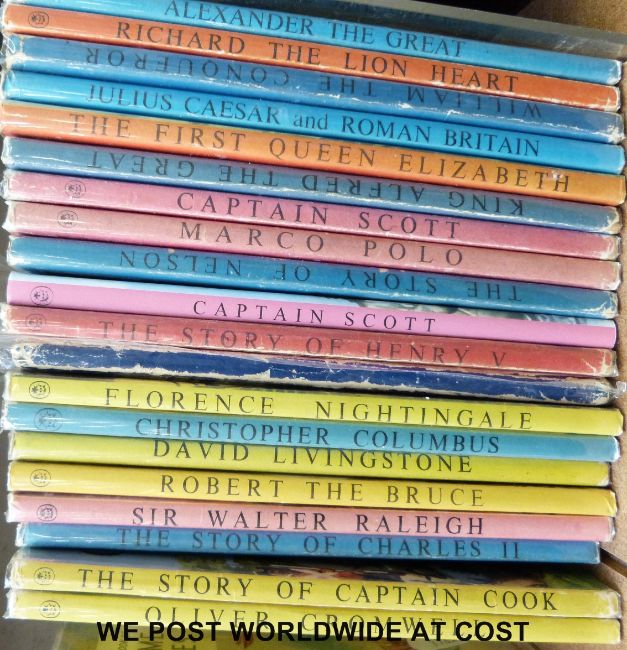 ALEXANDER THE GREAT
RICHARD THE LION HEART
WILLIAM THE CONQUEROR
JULIUS CAESAR and ROMAN BRITAIN
THE FIRST QUEEN ELIZABETH
KING ALFRED THE GREAT
CAPTAIN SCOTT
MARCO POLO
THE STORY OF NELSON
CAPTAIN SCOTT
THE STORY OF HENRY V
FLORENCE NIGHTINGALE
CHRISTOPHER COLUMBUS
DAVID LIVINGSTONE
ROBERT THE BRUCE
SIR WALTER RALEIGH
THE STORY OF CHARLES II
THE STORY OF CAPTAIN COOK
OLIVER CROMWELL
WE POST WORLDWIDE AT COST